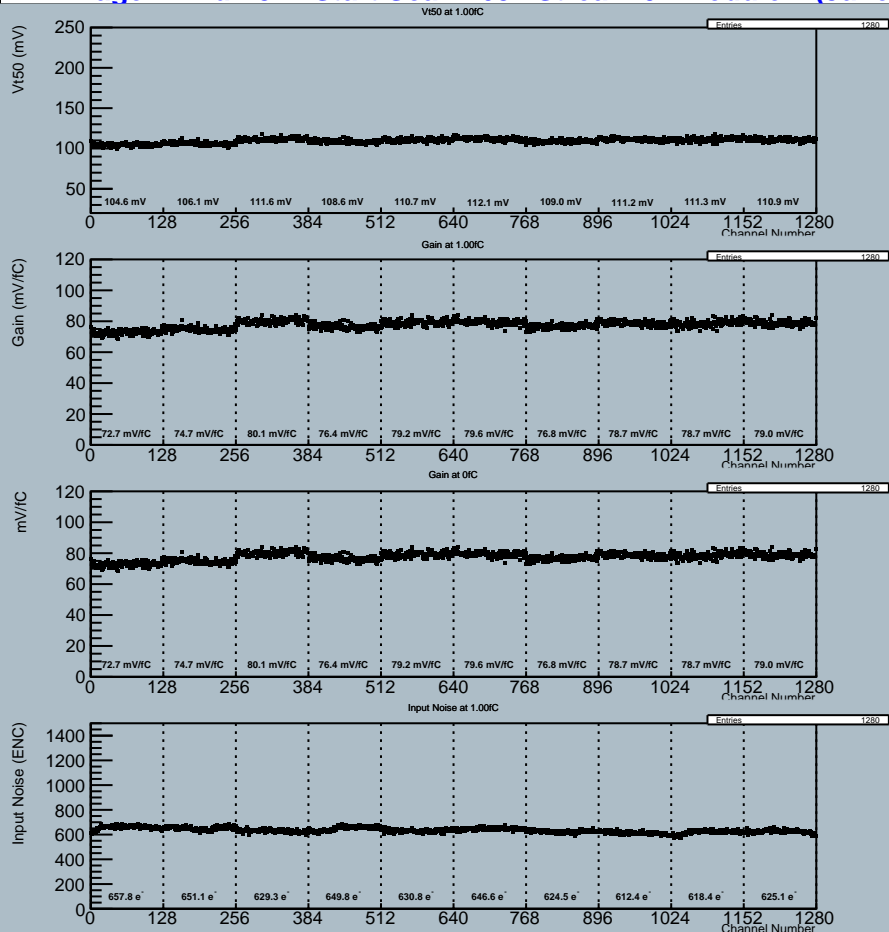 Vt50 at 1.00fC
Entries 1280
Vt50 (mV)
250
200
150
100
50
104.6 mV 106.1 mV 111.6 mV 108.6 mV 110.7 mV 112.1 mV 109.0 mV 111.2 mV 111.3 mV 110.9 mV
0 128 256 384 512 640 768 896 1024 1152 1280
Channel Number
Gain at 1.00fC
Entries 1280
Gain (mV/fC)
120
100
80
60
40
20
0
72.7 mV/fC 74.7 mV/fC 80.1 mV/fC 76.4 mV/fC 79.2 mV/fC 79.6 mV/fC 76.8 mV/fC 78.7 mV/fC 78.7 mV/fC 79.0 mV/fC
0 128 256 384 512 640 768 896 1024 1152 1280
Channel Number
Gain at 0fC
Entries 1280
mV/fC
120
100
80
60
40
20
0
72.7 mV/fC 74.7 mV/fC 80.1 mV/fC 76.4 mV/fC 79.2 mV/fC 79.6 mV/fC 76.8 mV/fC 78.7 mV/fC 78.7 mV/fC 79.0 mV/fC
0 128 256 384 512 640 768 896 1024 1152 1280
Channel Number
Input Noise at 1.00fC
Entries 1280
Input Noise (ENC)
1400
1200
1000
800
600
400
200
0
657.8 e⁻ 651.1 e⁻ 629.3 e⁻ 649.8 e⁻ 630.8 e⁻ 646.6 e⁻ 624.5 e⁻ 612.4 e⁻ 618.4 e⁻ 625.1 e⁻
0 128 256 384 512 640 768 896 1024 1152 1280
Channel Number